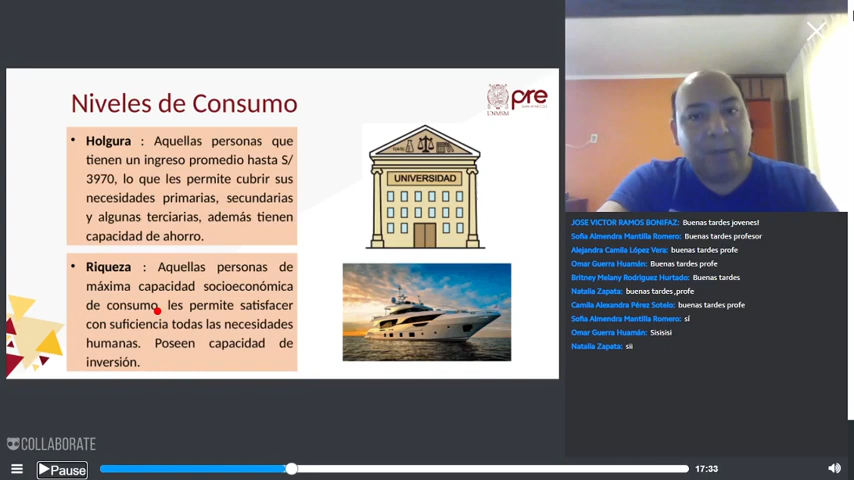 Niveles de Consumo
pre
UNMSM
• Holgura : Aquellas personas que
tienen un ingreso promedio hasta S/
3970, lo que les permite cubrir sus
necesidades primarias, secundarias
y algunas terciarias, además tienen
capacidad de ahorro.
UNIVERSIDAD
• Riqueza : Aquellas personas de
máxima capacidad socioeconómica
de consumo, les permite satisfacer
con suficiencia todas las necesidades
humanas. Poseen capacidad de
inversión.
JOSE VICTOR RAMOS BONIFAZ: Buenas tardes jovenes!
Sofia Almendra Mantilla Romero: Buenas tardes profesor
Alejandra Camila López Vera: buenas tardes profe
Omar Guerra Huamán: Buenas tardes profe
Britney Melany Rodriguez Hurtado: Buenas tardes
Natalia Zapata: buenas tardes,profe
Camila Alexandra Pérez Sotelo: buenas tardes profe
Sofia Almendra Mantilla Romero: sí
Omar Guerra Huamán: Sisisisi
Natalia Zapata: sii
COLLABORATE
Pause
17:33